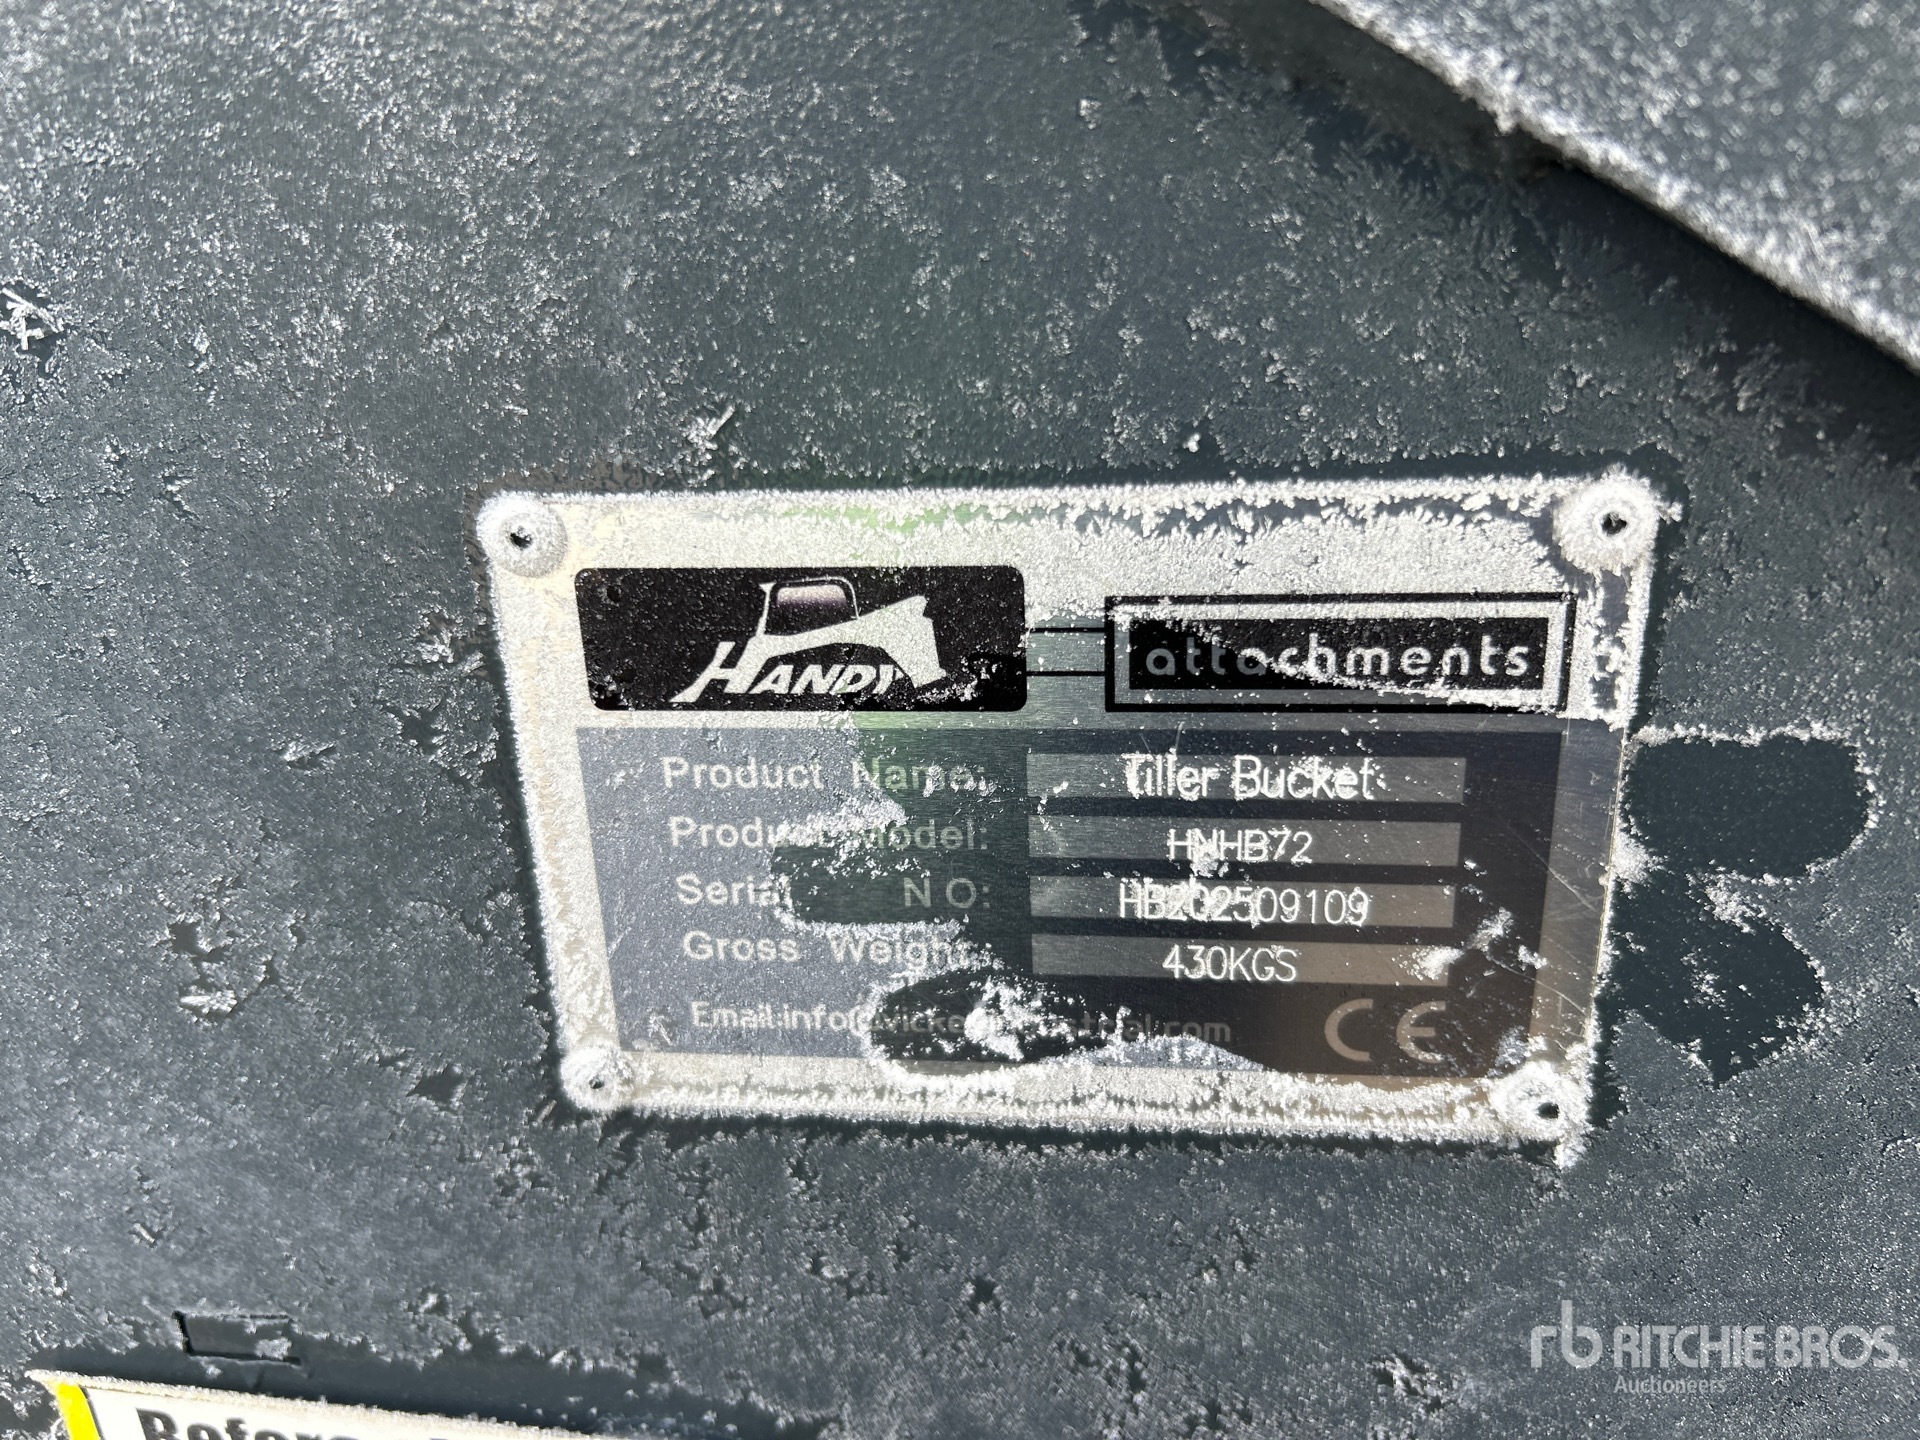 HANDY
attachments
Product Name: Tiller Bucket
Product Model: HNHB72
Serial NO: HB202509109
Gross Weight: 430KGS
CE
rb RITCHIE BROS.
Auctioneers